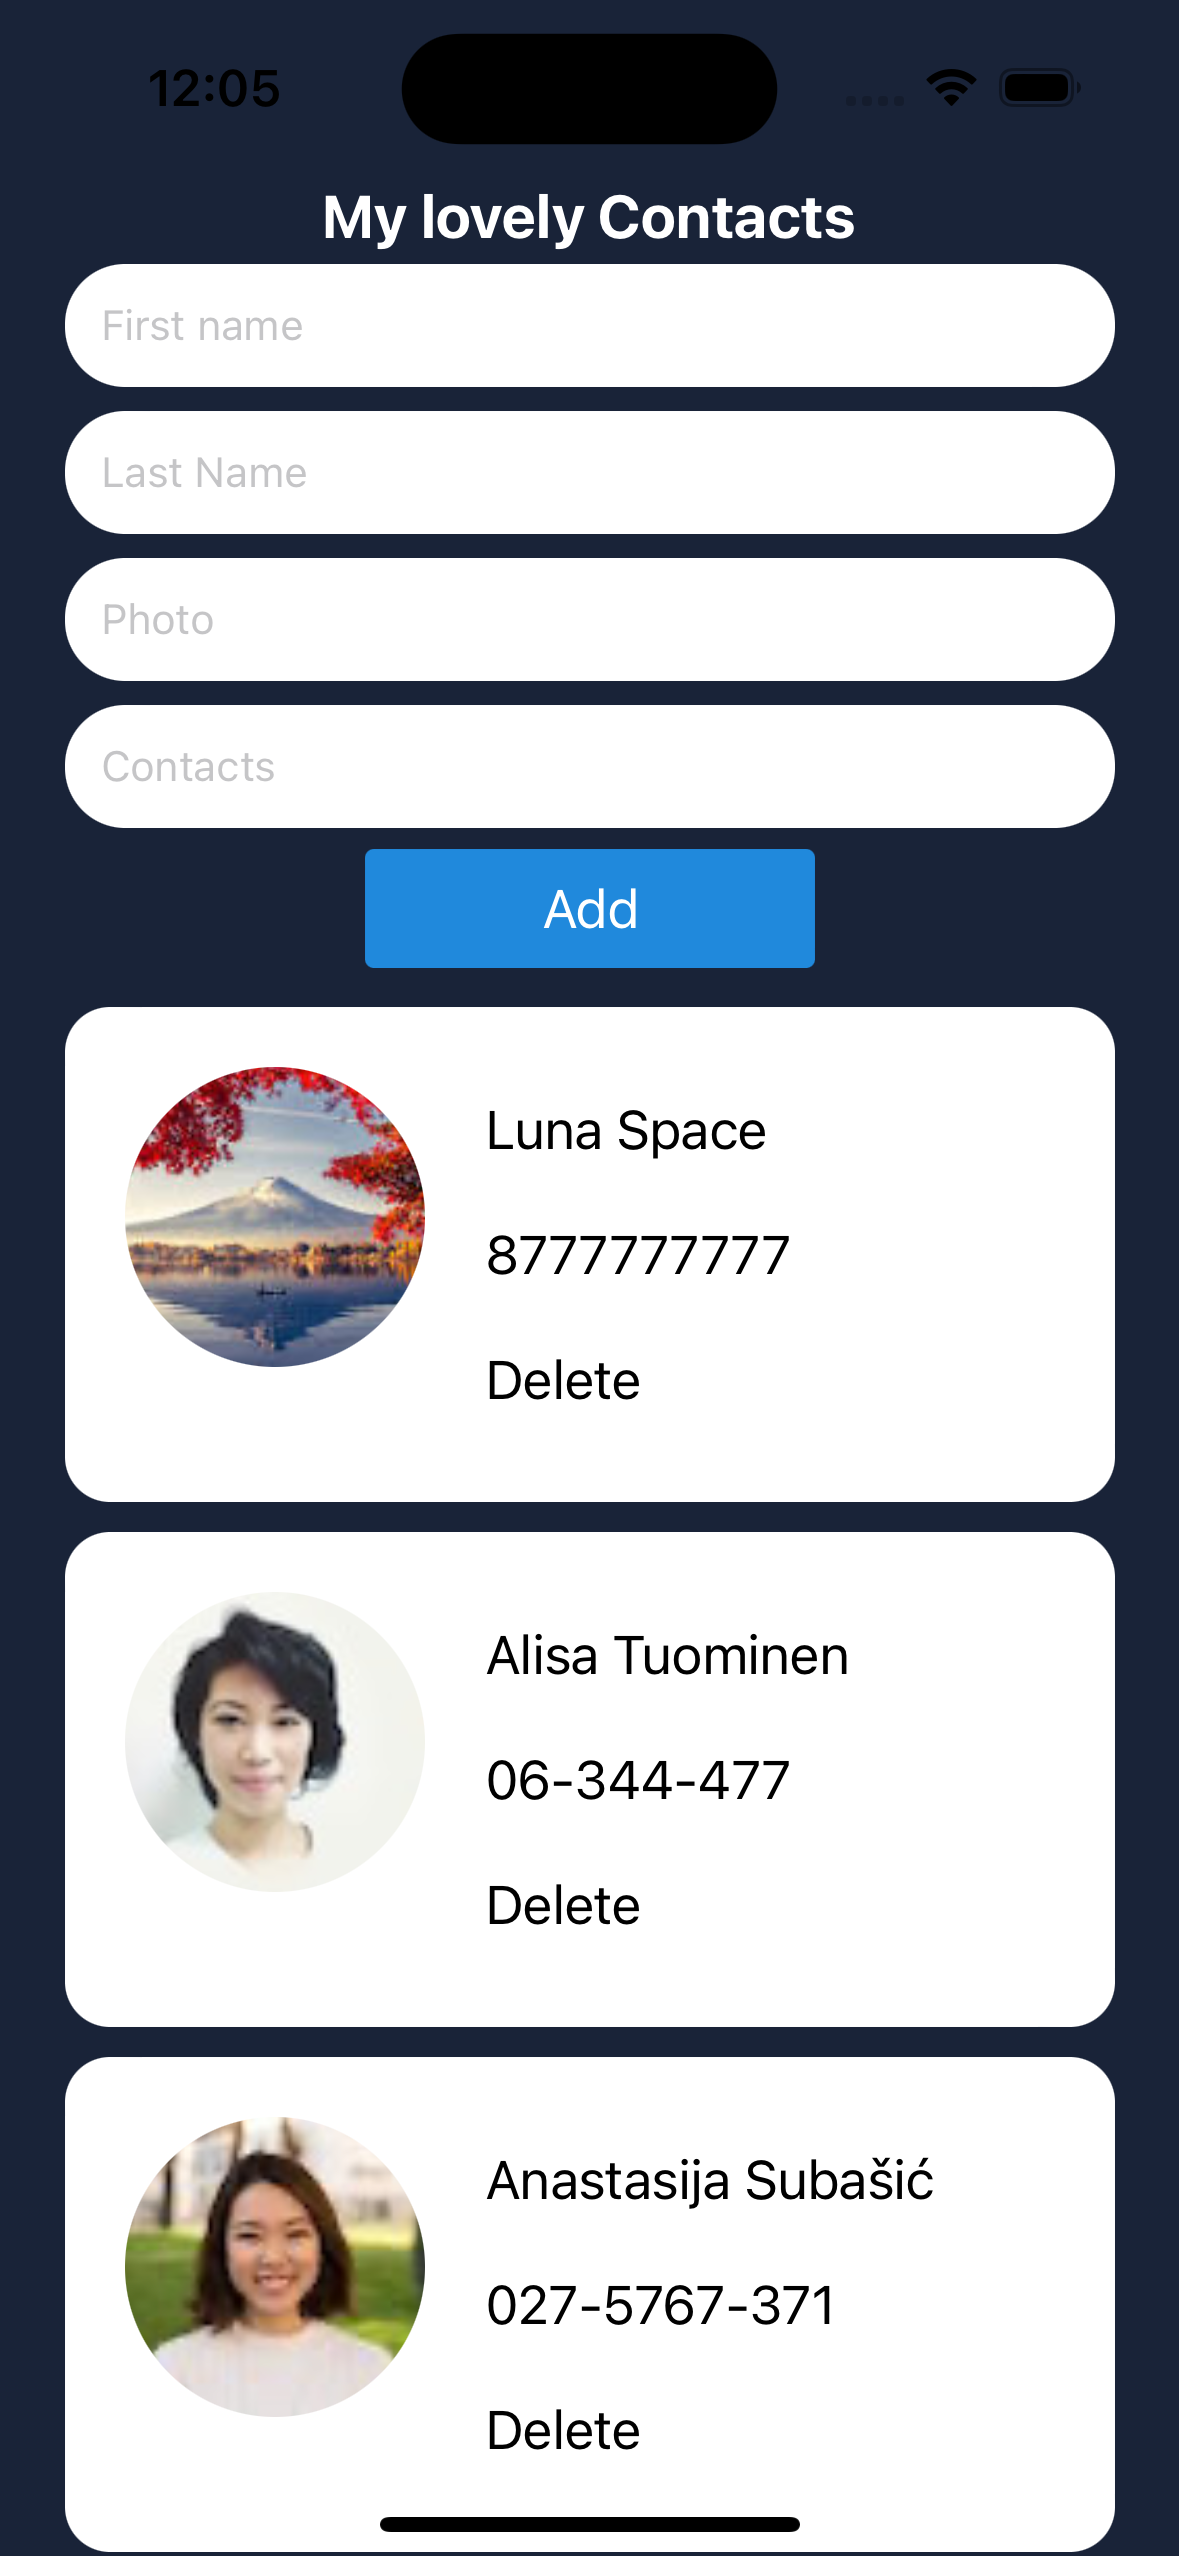 12:05
My lovely Contacts
First name
Last Name
Photo
Contacts
Add
Luna Space
8777777777
Delete
Alisa Tuominen
06-344-477
Delete
Anastasija Subašić
027-5767-371
Delete